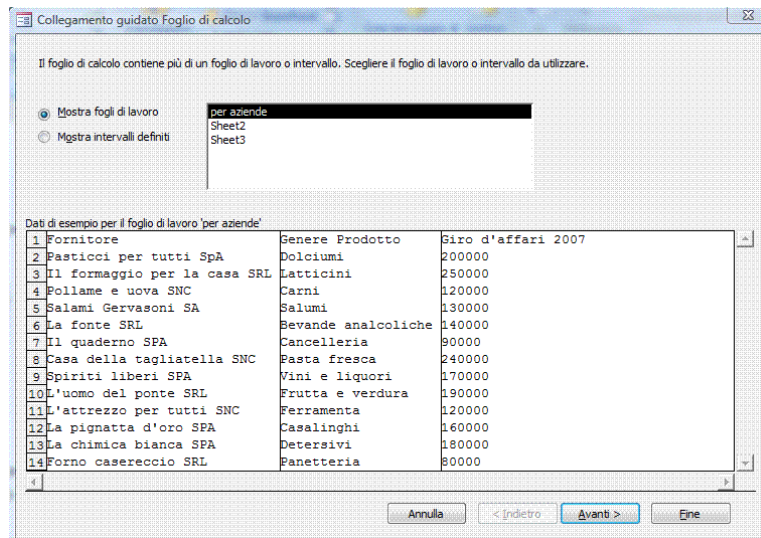 Collegamento guidato Foglio di calcolo
Il foglio di calcolo contiene più di un foglio di lavoro o intervallo. Scegliere il foglio di lavoro o intervallo da utilizzare.
Mostra fogli di lavoro
Mostra intervalli definiti
per aziende
Sheet2
Sheet3
Dati di esempio per il foglio di lavoro 'per aziende'
1 Fornitore Genere Prodotto Giro d'affari 2007
2 Pasticci per tutti SpA Dolciumi 200000
3 Il formaggio per la casa SRL Latticini 250000
4 Pollame e uova SNC Carni 120000
5 Salami Gervasoni SA Salumi 130000
6 La fonte SRL Bevande analcoliche 140000
7 Il quaderno SPA Cancelleria 90000
8 Casa della tagliatella SNC Pasta fresca 240000
9 Spiriti liberi SPA Vini e liquori 170000
10 L'uomo del ponte SRL Frutta e verdura 190000
11 L'attrezzo per tutti SNC Ferramenta 120000
12 La pignatta d'oro SPA Casalinghi 160000
13 La chimica bianca SPA Detersivi 180000
14 Forno casereccio SRL Panetteria 80000
Annulla < Indietro Avanti > Fine